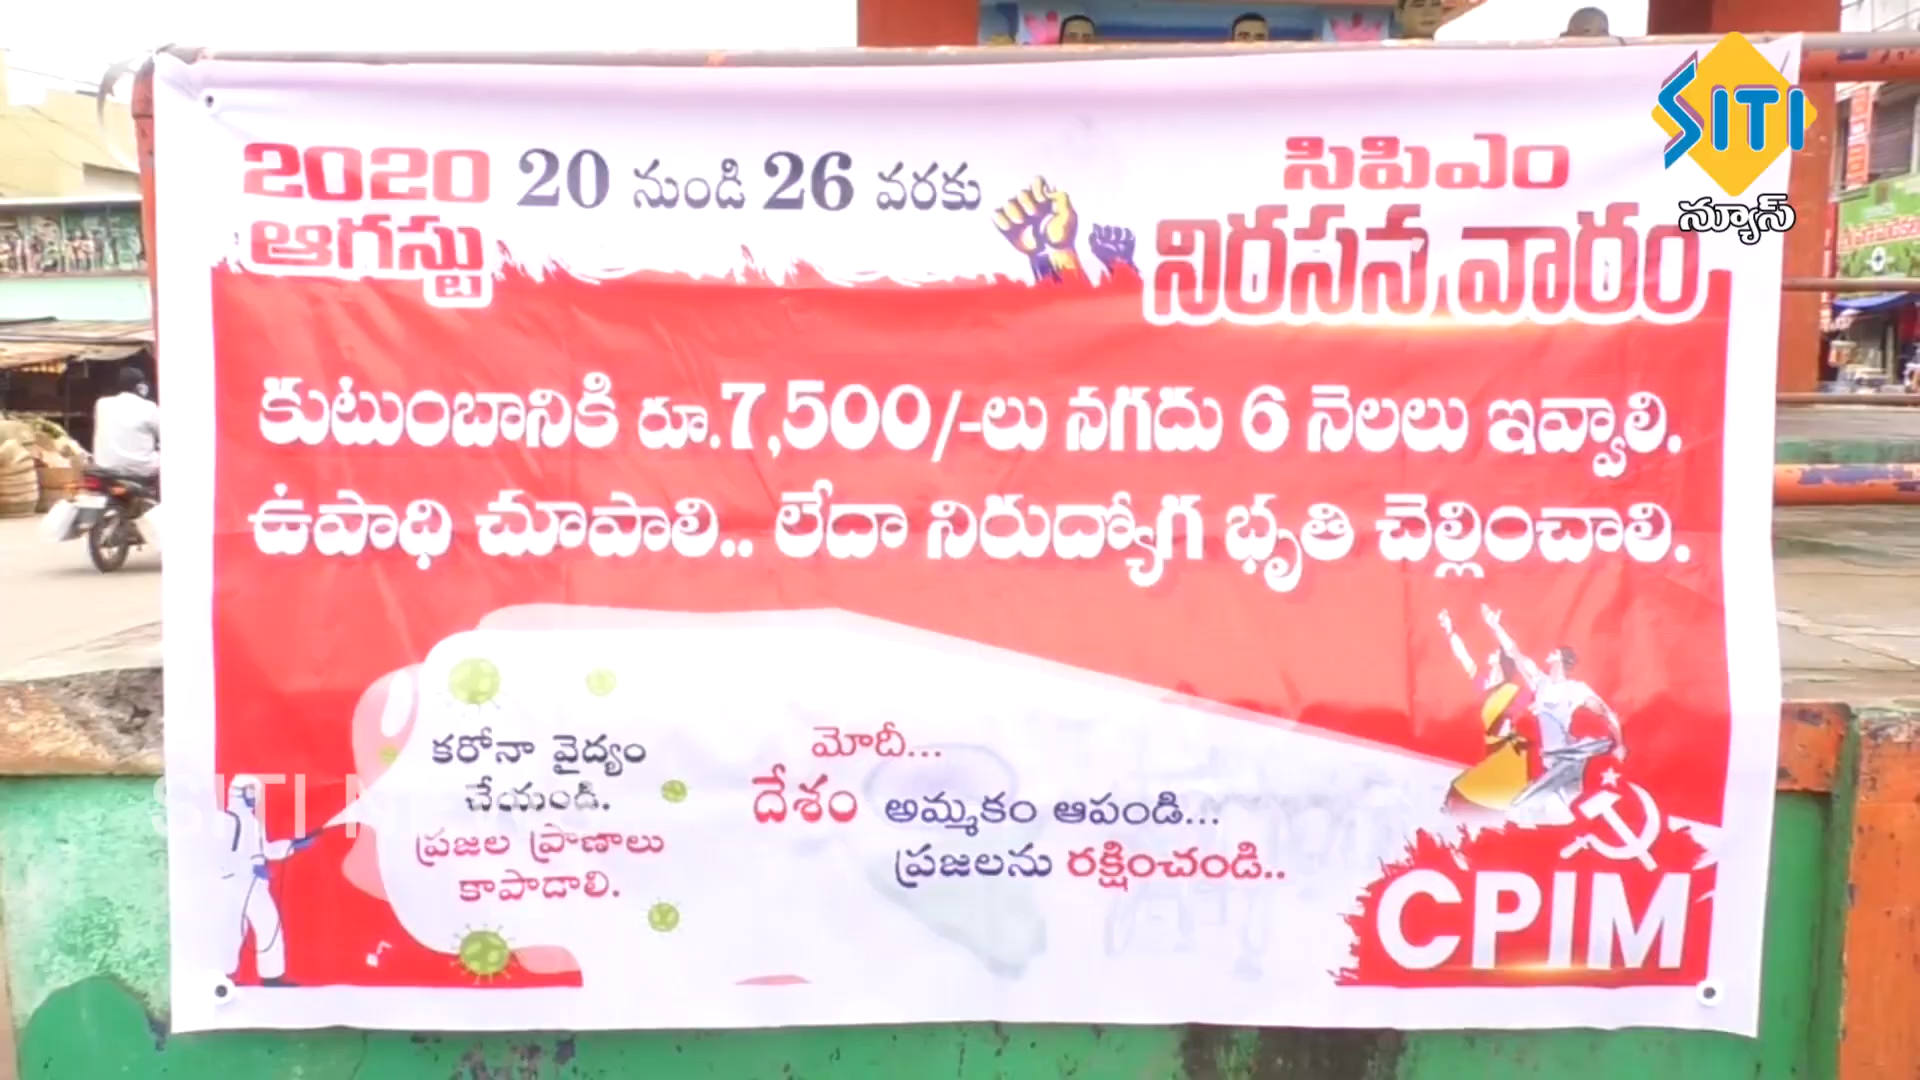 2020 20 నుండి 26 వరకు
ఆగస్టు
సిపిఎం
నిరసన వారం
కుటుంబానికి రూ.7,500/-లు నగదు 6 నెలలు ఇవ్వాలి.
ఉపాధి చూపాలి.. లేదా నిరుద్యోగ భృతి చెల్లించాలి.
కరోనా వైద్యం
చేయండి.
ప్రజల ప్రాణాలు
కాపాడాలి.
మోదీ...
దేశం అమ్మకం ఆపండి...
ప్రజలను రక్షించండి..
CPIM
SITI
న్యూస్